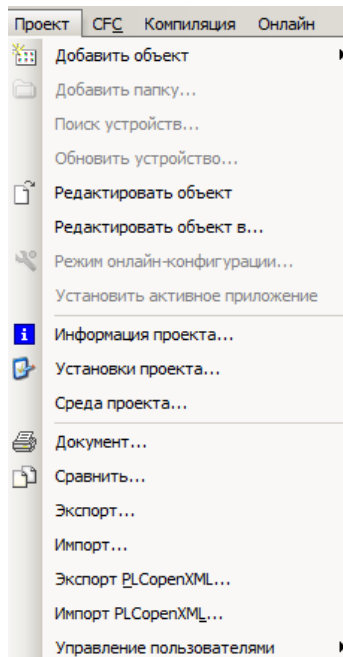 Проект CFC Компиляция Онлайн
Добавить объект
Добавить папку...
Поиск устройств...
Обновить устройство...
Редактировать объект
Редактировать объект в...
Режим онлайн-конфигурации...
Установить активное приложение
Информация проекта...
Установки проекта...
Среда проекта...
Документ...
Сравнить...
Экспорт...
Импорт...
Экспорт PLCopenXML...
Импорт PLCopenXML...
Управление пользователями